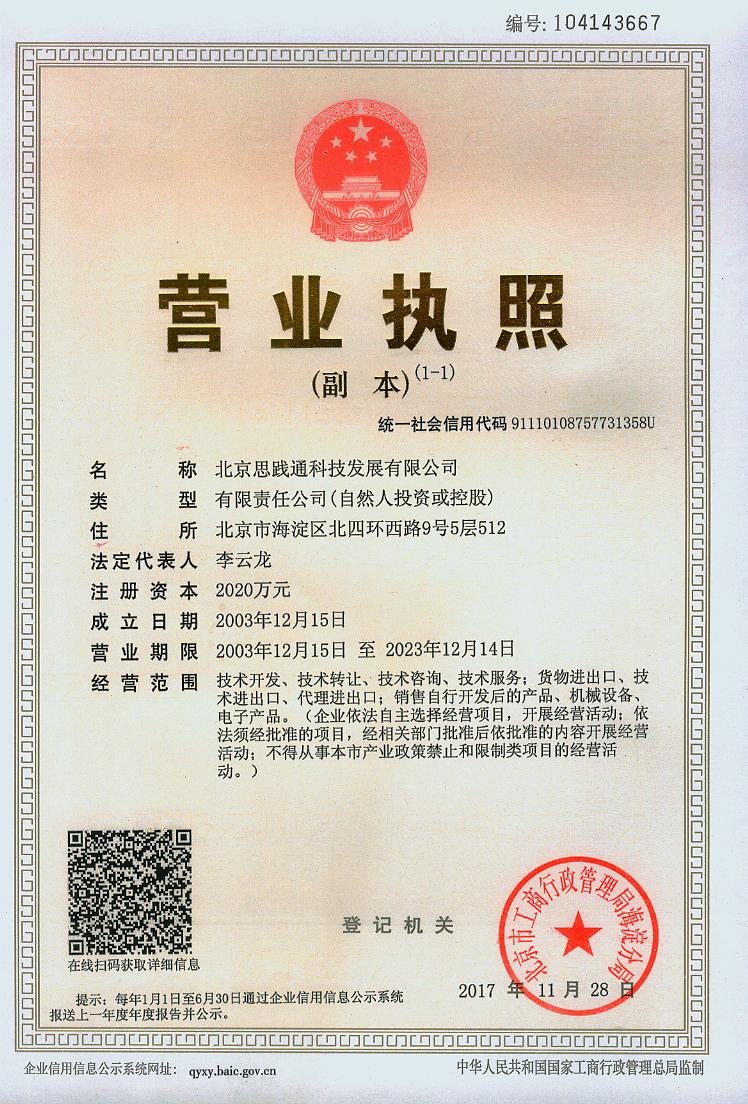 编号: 104143667
营业执照
(副 本)(1-1)
统一社会信用代码 91110108757731358U
名 称 北京思践通科技发展有限公司
类 型 有限责任公司(自然人投资或控股)
住 所 北京市海淀区北四环西路9号5层512
法定代表人 李云龙
注册资本 2020万元
成立日期 2003年12月15日
营业期限 2003年12月15日 至 2023年12月14日
经营范围 技术开发、技术转让、技术咨询、技术服务；货物进出口、技
术进出口、代理进出口；销售自行开发后的产品、机械设备、
电子产品。（企业依法自主选择经营项目，开展经营活动；依
法须经批准的项目，经相关部门批准后依批准的内容开展经营
活动；不得从事本市产业政策禁止和限制类项目的经营活
动。）
在线扫码获取详细信息
登记机关
北京市工商行政管理局海淀分局
2017 年 11 月 28 日
提示：每年1月1日至6月30日通过企业信用信息公示系统
报送上一年度年度报告并公示。
企业信用信息公示系统网址： qyxy.baic.gov.cn
中华人民共和国国家工商行政管理总局监制